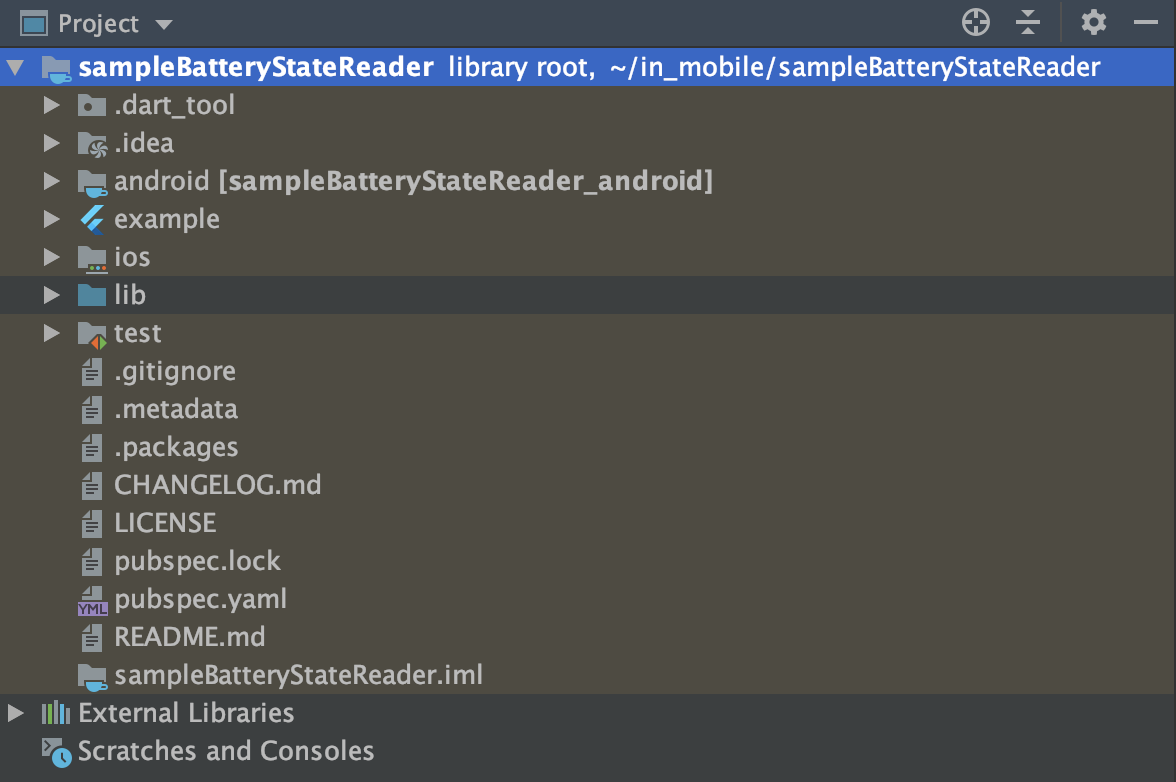 Project
sampleBatteryStateReader library root, ~/in_mobile/sampleBatteryStateReader
.dart_tool
.idea
android [sampleBatteryStateReader_android]
example
ios
lib
test
.gitignore
.metadata
.packages
CHANGELOG.md
LICENSE
pubspec.lock
YML pubspec.yaml
README.md
sampleBatteryStateReader.iml
External Libraries
Scratches and Consoles